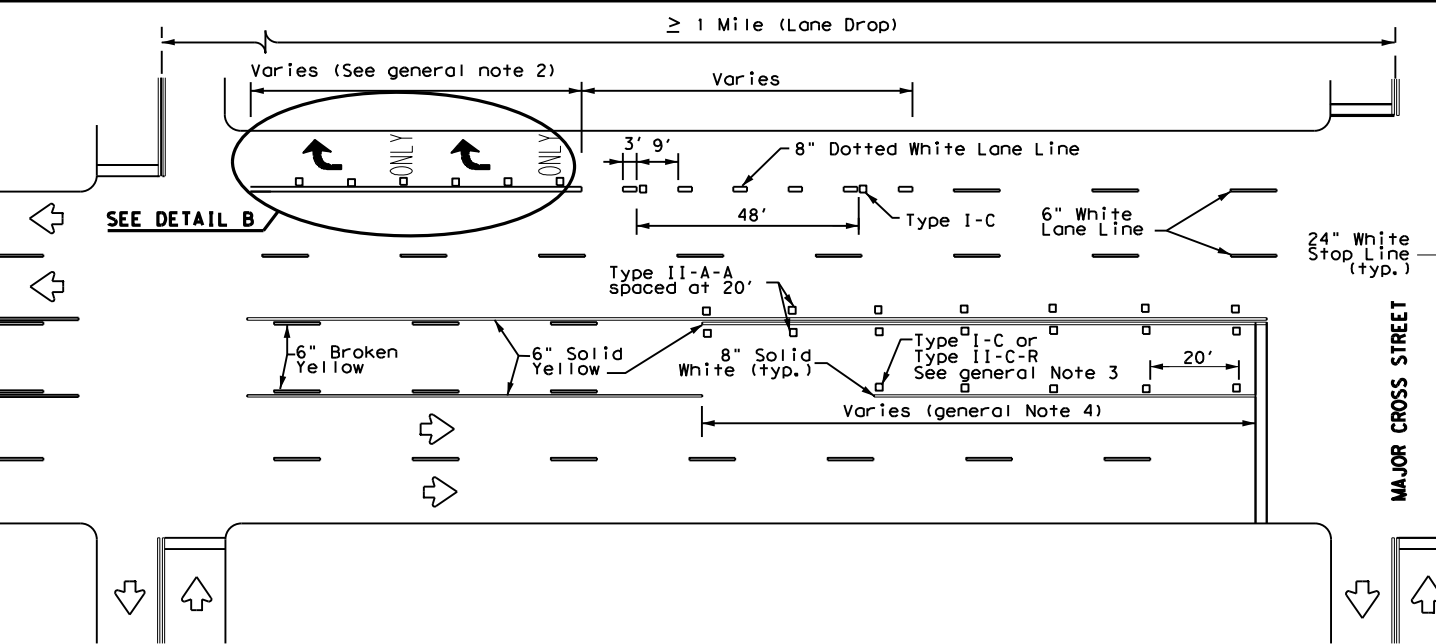 ≥ 1 Mile (Lane Drop)
Varies (See general note 2)
Varies
ONLY
ONLY
3' 9'
8" Dotted White Lane Line
SEE DETAIL B
48'
Type I-C
6" White
Lane Line
24" White
Stop Line
(typ.)
Type II-A-A
spaced at 20'
6" Broken
Yellow
6" Solid
Yellow
8" Solid
White (typ.)
Type I-C or
Type II-C-R
See general Note 3
20'
Varies (general Note 4)
MAJOR CROSS STREET